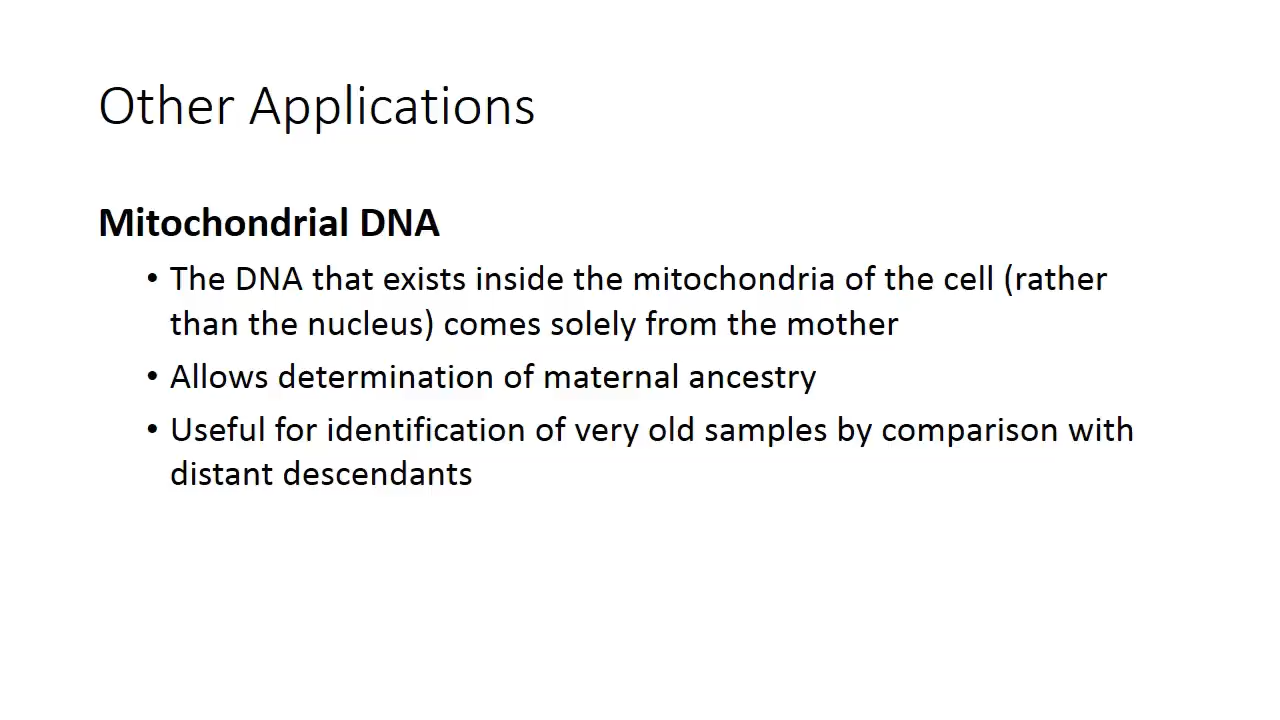 Other Applications
Mitochondrial DNA
• The DNA that exists inside the mitochondria of the cell (rather
than the nucleus) comes solely from the mother
• Allows determination of maternal ancestry
• Useful for identification of very old samples by comparison with
distant descendants